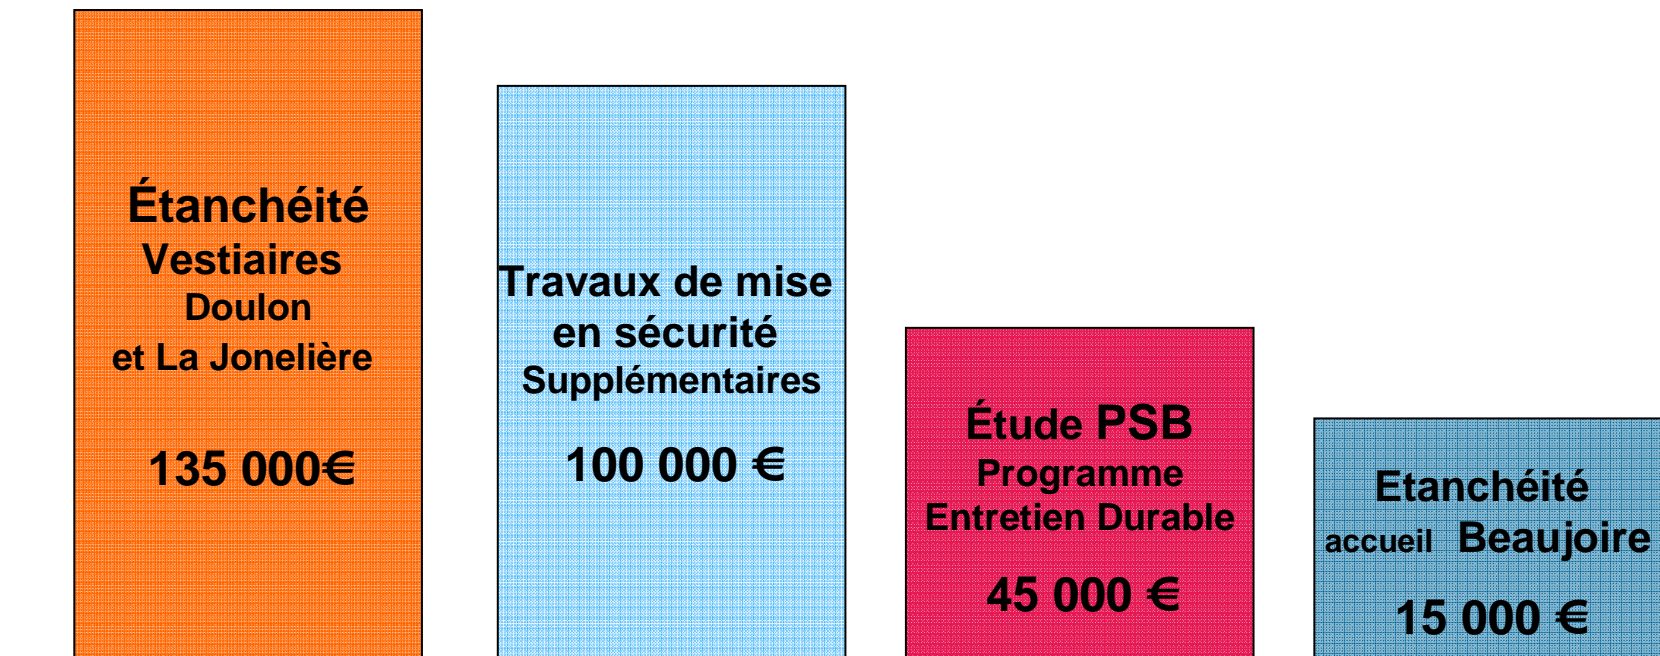 Étanchéité
Vestiaires
Doulon
et La Jonelière
135 000€
Travaux de mise
en sécurité
Supplémentaires
100 000 €
Étude PSB
Programme
Entretien Durable
45 000 €
Etanchéité
accueil Beaujoire
15 000 €